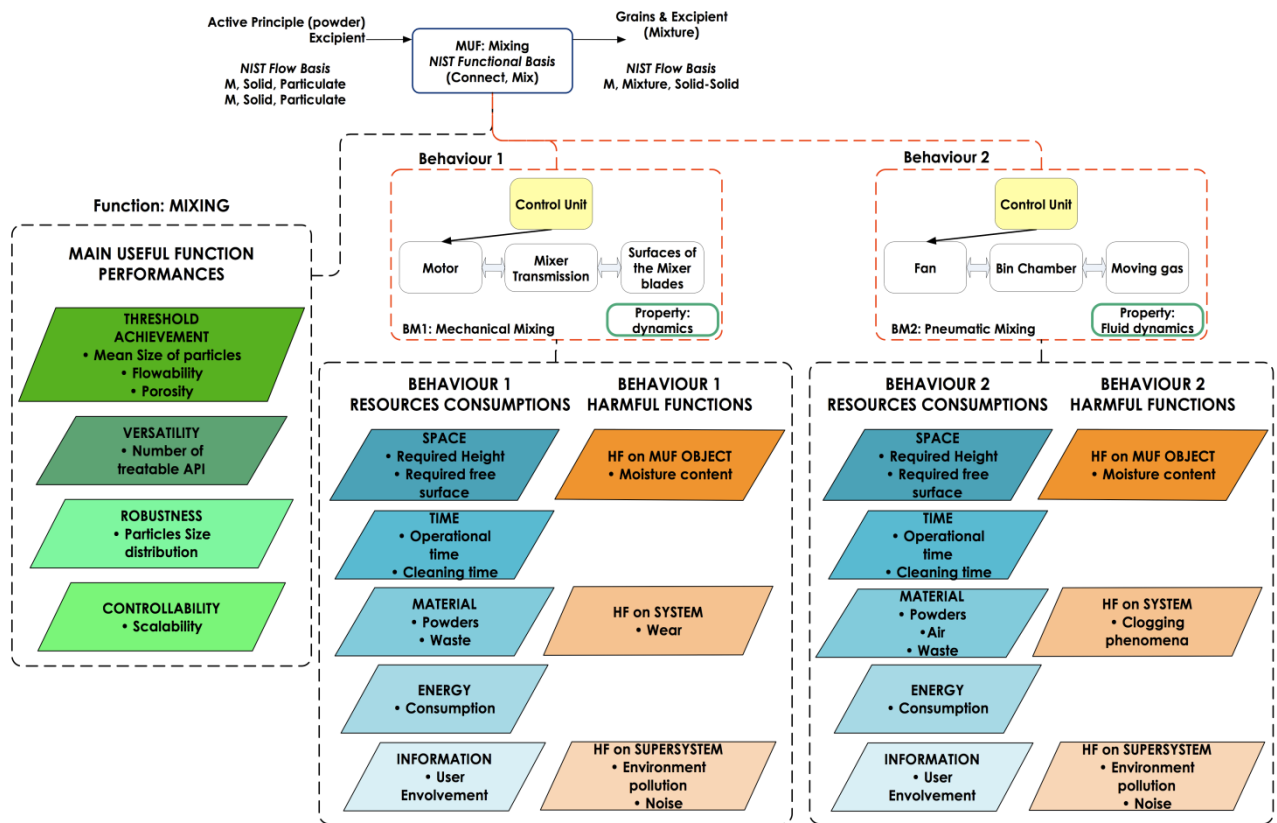 Active Principle (powder)
Excipient
NIST Flow Basis
M, Solid, Particulate
M, Solid, Particulate
MUF: Mixing
NIST Functional Basis
(Connect, Mix)
Grains & Excipient
(Mixture)
NIST Flow Basis
M, Mixture, Solid-Solid
Function: MIXING
MAIN USEFUL FUNCTION
PERFORMANCES
THRESHOLD
ACHIEVEMENT
• Mean Size of particles
• Flowability
• Porosity
VERSATILITY
• Number of
treatable API
ROBUSTNESS
• Particles Size
distribution
CONTROLLABILITY
• Scalability
Behaviour 1
Control Unit
Motor
Mixer
Transmission
Surfaces of
the Mixer
blades
BM1: Mechanical Mixing
Property:
dynamics
BEHAVIOUR 1
RESOURCES CONSUMPTIONS
SPACE
• Required Height
• Required free
surface
TIME
• Operational
time
• Cleaning time
MATERIAL
• Powders
• Waste
ENERGY
• Consumption
INFORMATION
• User
Envolvement
BEHAVIOUR 1
HARMFUL FUNCTIONS
HF on MUF OBJECT
• Moisture content
HF on SYSTEM
• Wear
HF on SUPERSYSTEM
• Environment
pollution
• Noise
Behaviour 2
Control Unit
Fan
Bin Chamber
Moving gas
BM2: Pneumatic Mixing
Property:
Fluid dynamics
BEHAVIOUR 2
RESOURCES CONSUMPTIONS
SPACE
• Required Height
• Required free
surface
TIME
• Operational
time
• Cleaning time
MATERIAL
• Powders
• Air
• Waste
ENERGY
• Consumption
INFORMATION
• User
Envolvement
BEHAVIOUR 2
HARMFUL FUNCTIONS
HF on MUF OBJECT
• Moisture content
HF on SYSTEM
• Clogging
phenomena
HF on SUPERSYSTEM
• Environment
pollution
• Noise